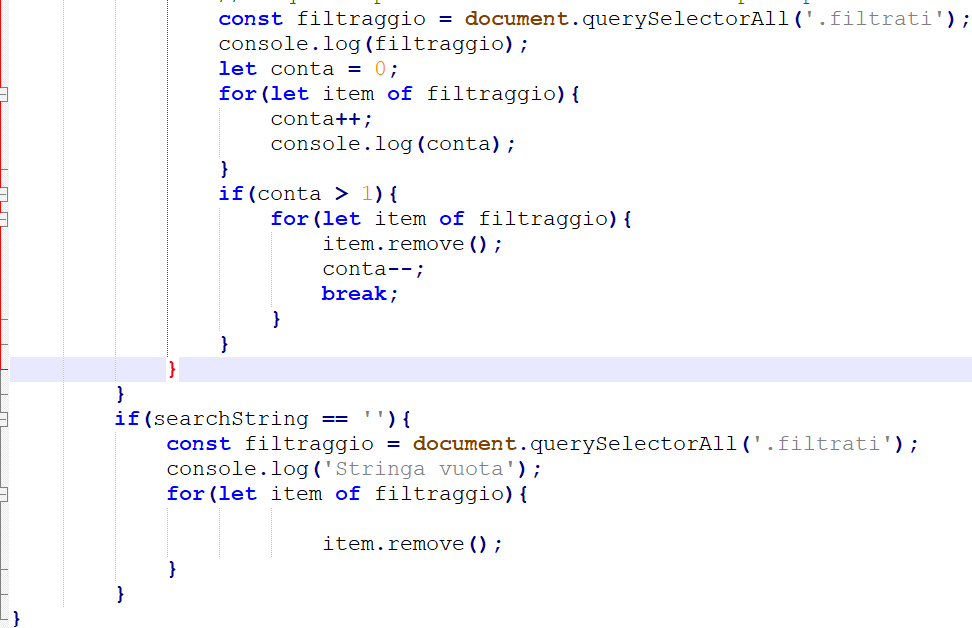 const filtraggio = document.querySelectorAll('.filtrati');
console.log(filtraggio);
let conta = 0;
for(let item of filtraggio){
conta++;
console.log(conta);
}
if(conta > 1){
for(let item of filtraggio){
item.remove();
conta--;
break;
}
}
}
}
if(searchString == ''){
const filtraggio = document.querySelectorAll('.filtrati');
console.log('Stringa vuota');
for(let item of filtraggio){
item.remove();
}
}
}